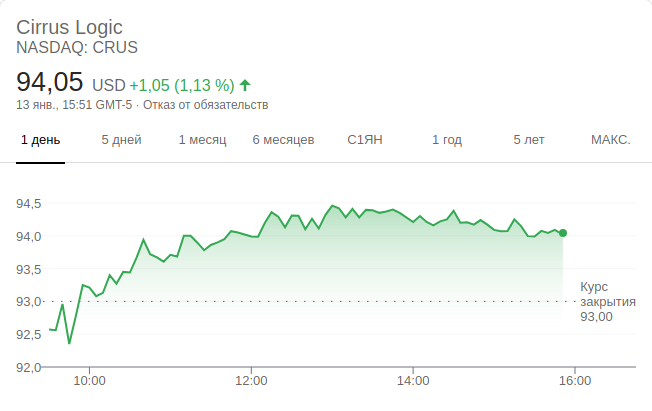 Cirrus Logic
NASDAQ: CRUS
94,05 USD +1,05 (1,13 %)
13 янв., 15:51 GMT-5 · Отказ от обязательств
1 день 5 дней 1 месяц 6 месяцев С1ЯН 1 год 5 лет МАКС.
94,5
94,0
93,5
93,0
92,5
92,0
Курс
закрытия
93,00
10:00 12:00 14:00 16:00